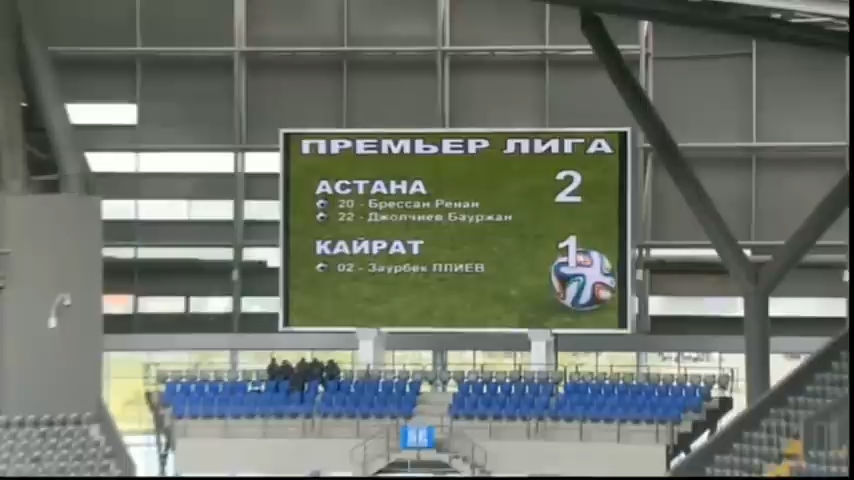 ПРЕМЬЕР ЛИГА
АСТАНА 2
20 - Брессан Ренан
22 - Джолчиев Бауржан
КАЙРАТ 1
02 - Заурбек ПЛИЕВ